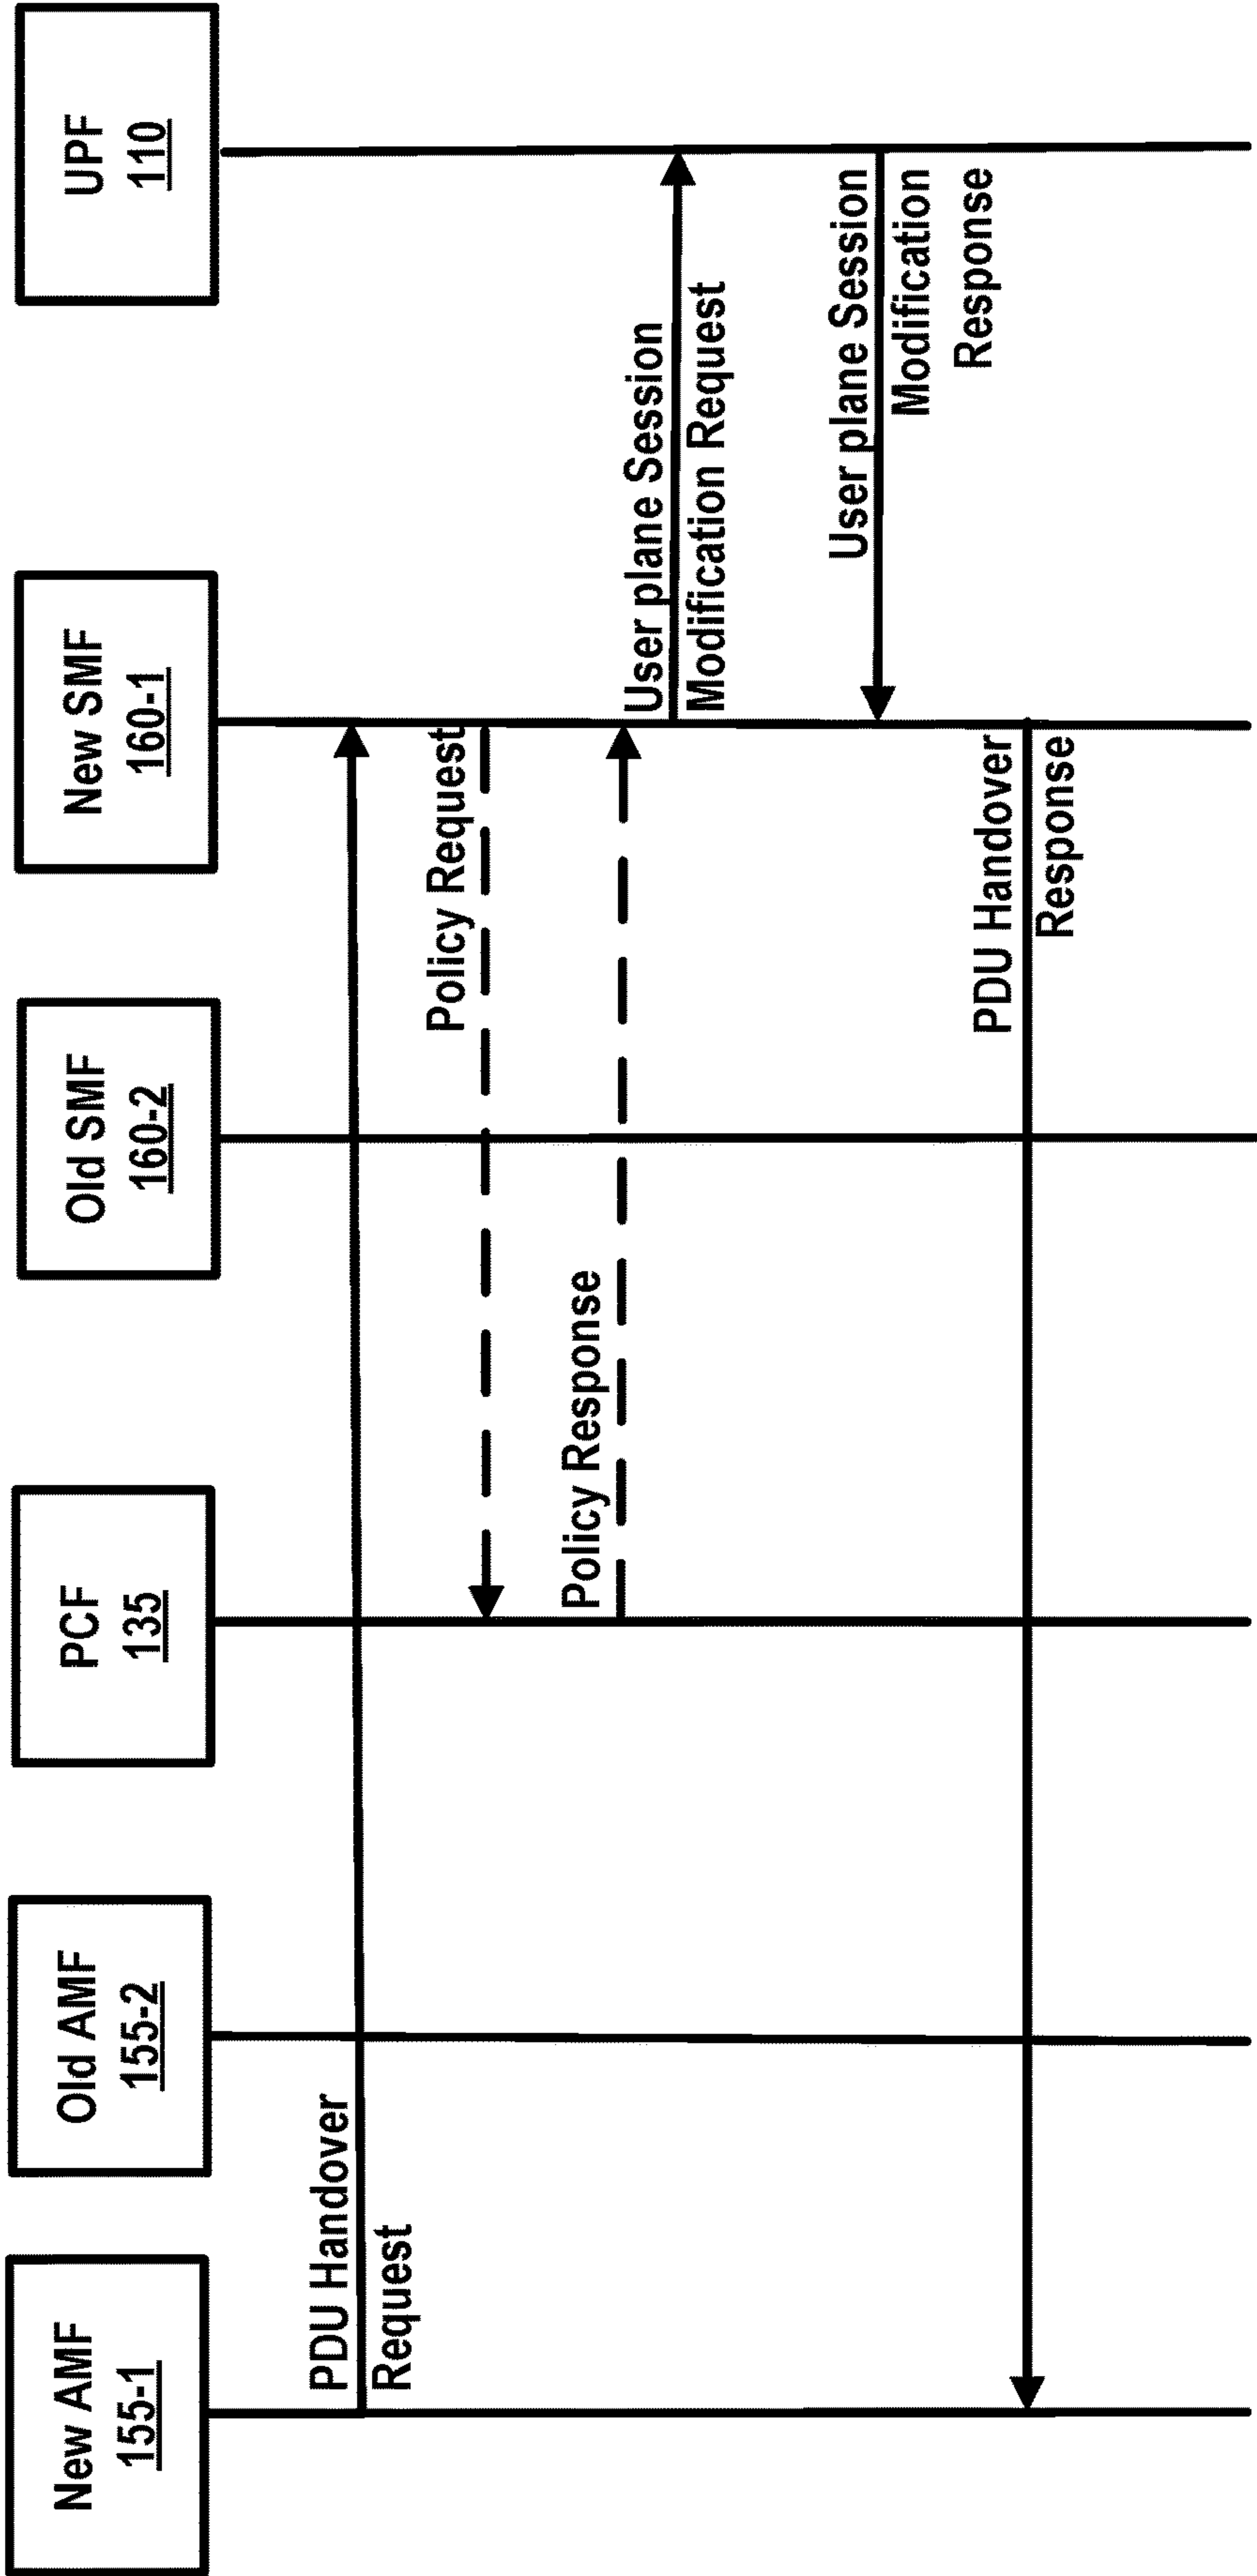 New AMF
155-1
Old AMF
155-2
PCF
135
Old SMF
160-2
New SMF
160-1
UPF
110
PDU Handover
Request
Policy Request
Policy Response
User plane Session
Modification Request
User plane Session
Modification
Response
PDU Handover
Response